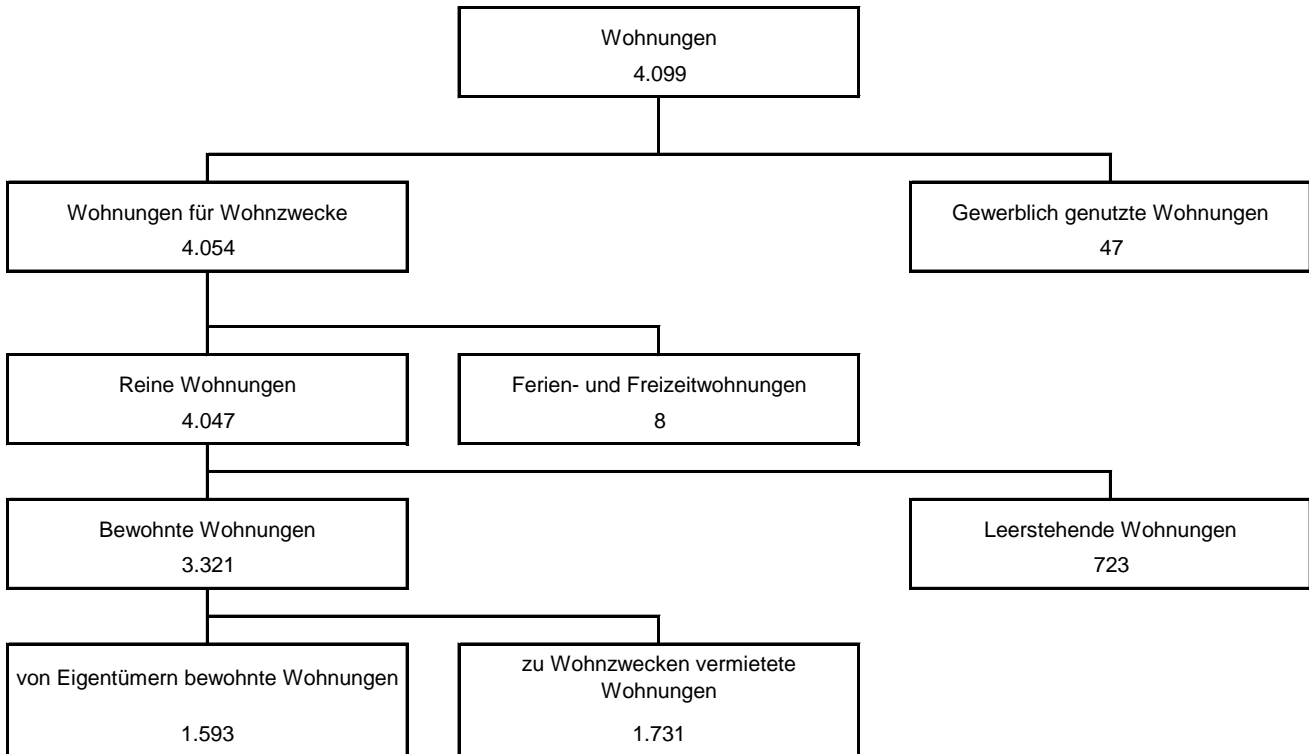 Wohnungen
4.099
Wohnungen für Wohnzwecke
4.054
Gewerblich genutzte Wohnungen
47
Reine Wohnungen
4.047
Ferien- und Freizeitwohnungen
8
Bewohnte Wohnungen
3.321
Leerstehende Wohnungen
723
von Eigentümern bewohnte Wohnungen
1.593
zu Wohnzwecken vermietete
Wohnungen
1.731